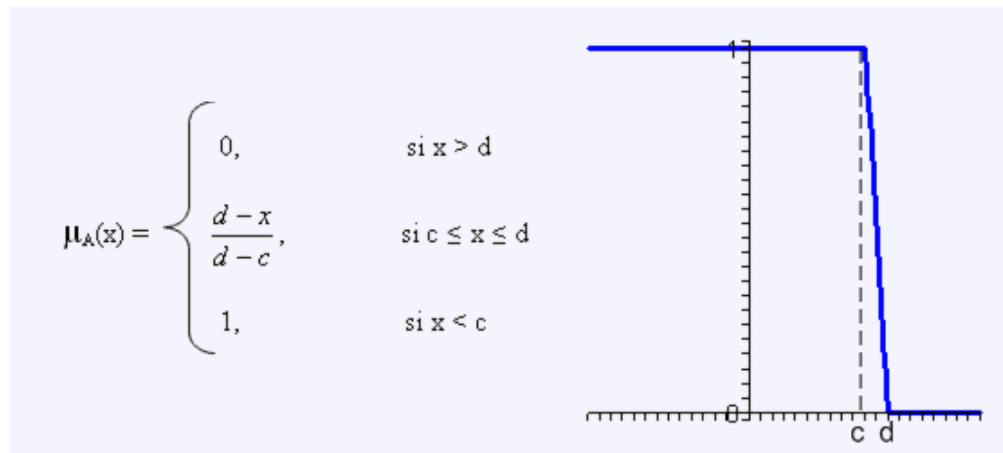 0, si x > d
μA(x) = d – x / d – c, si c ≤ x ≤ d
1, si x < c
1
0
c d